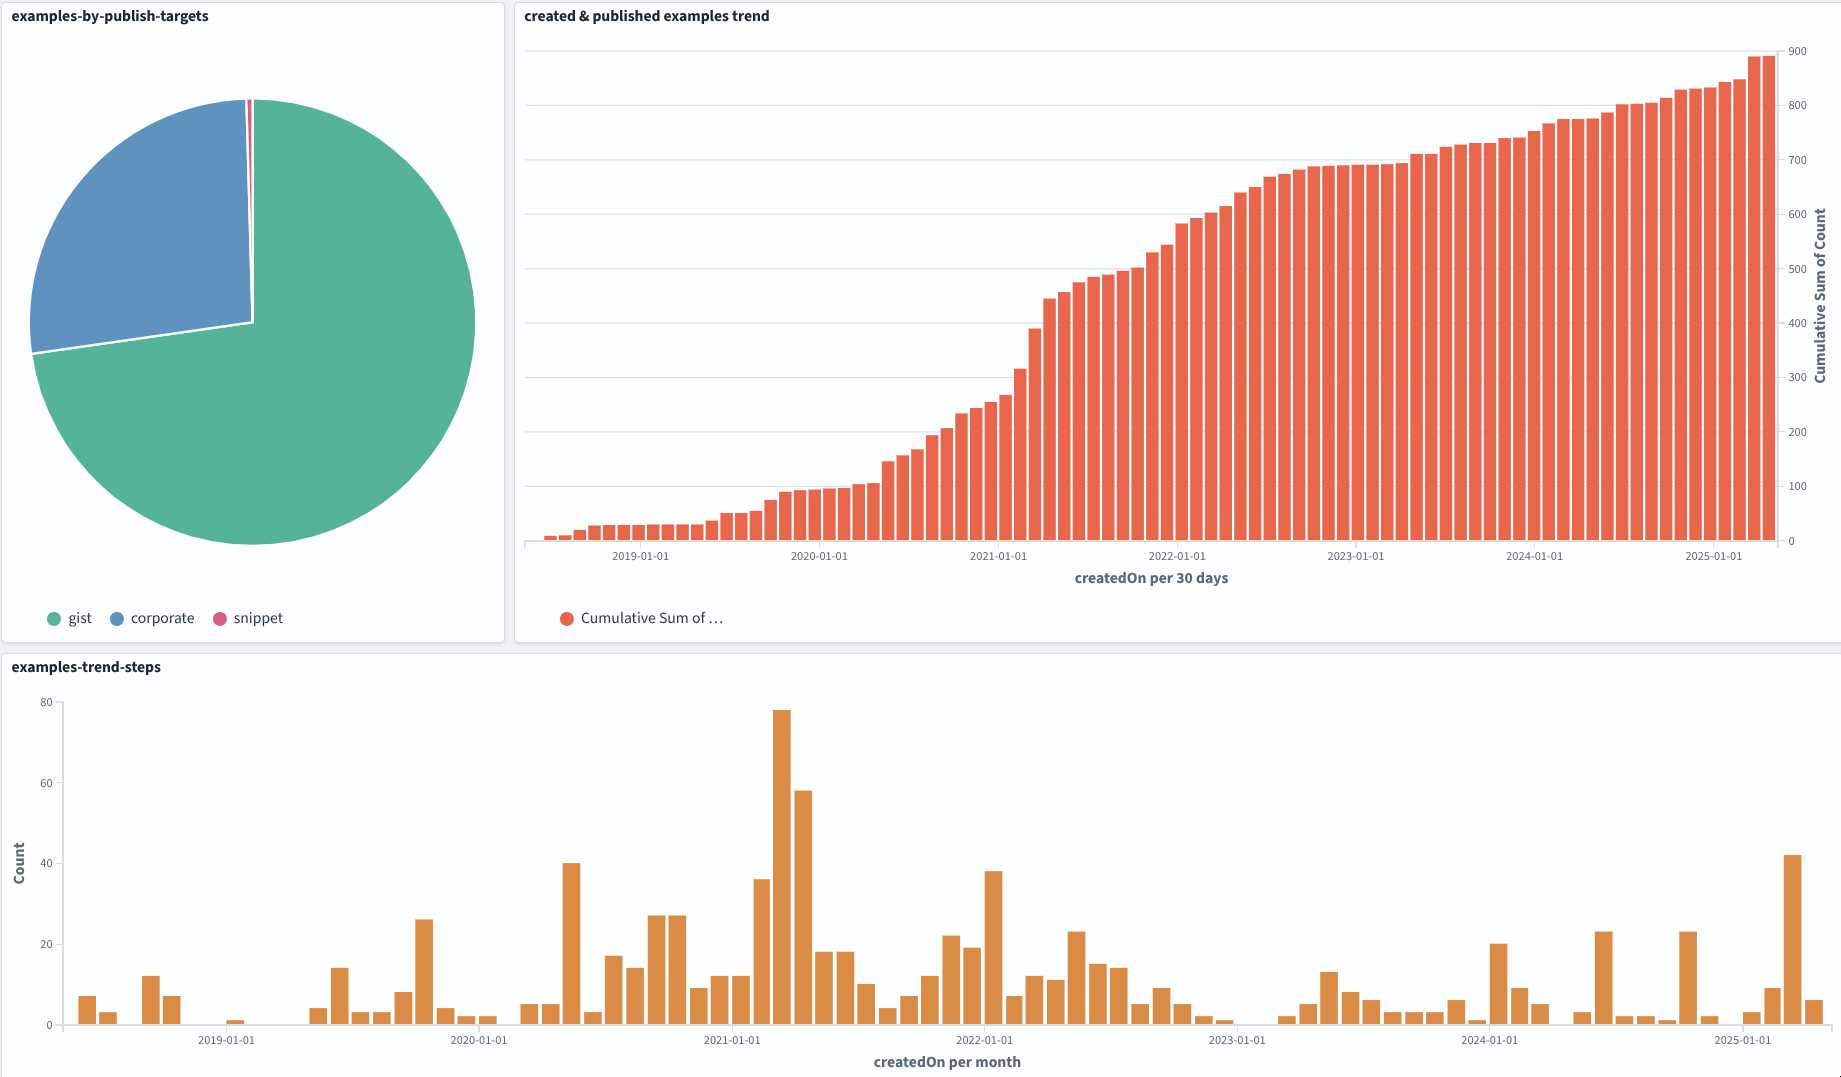 examples-by-publish-targets
gist corporate snippet
created & published examples trend
900
800
700
600
500
400
300
200
100
0
Cumulative Sum of Count
2019-01-01 2020-01-01 2021-01-01 2022-01-01 2023-01-01 2024-01-01 2025-01-01
createdOn per 30 days
Cumulative Sum of …
examples-trend-steps
80
60
40
20
0
Count
2019-01-01 2020-01-01 2021-01-01 2022-01-01 2023-01-01 2024-01-01 2025-01-01
createdOn per month